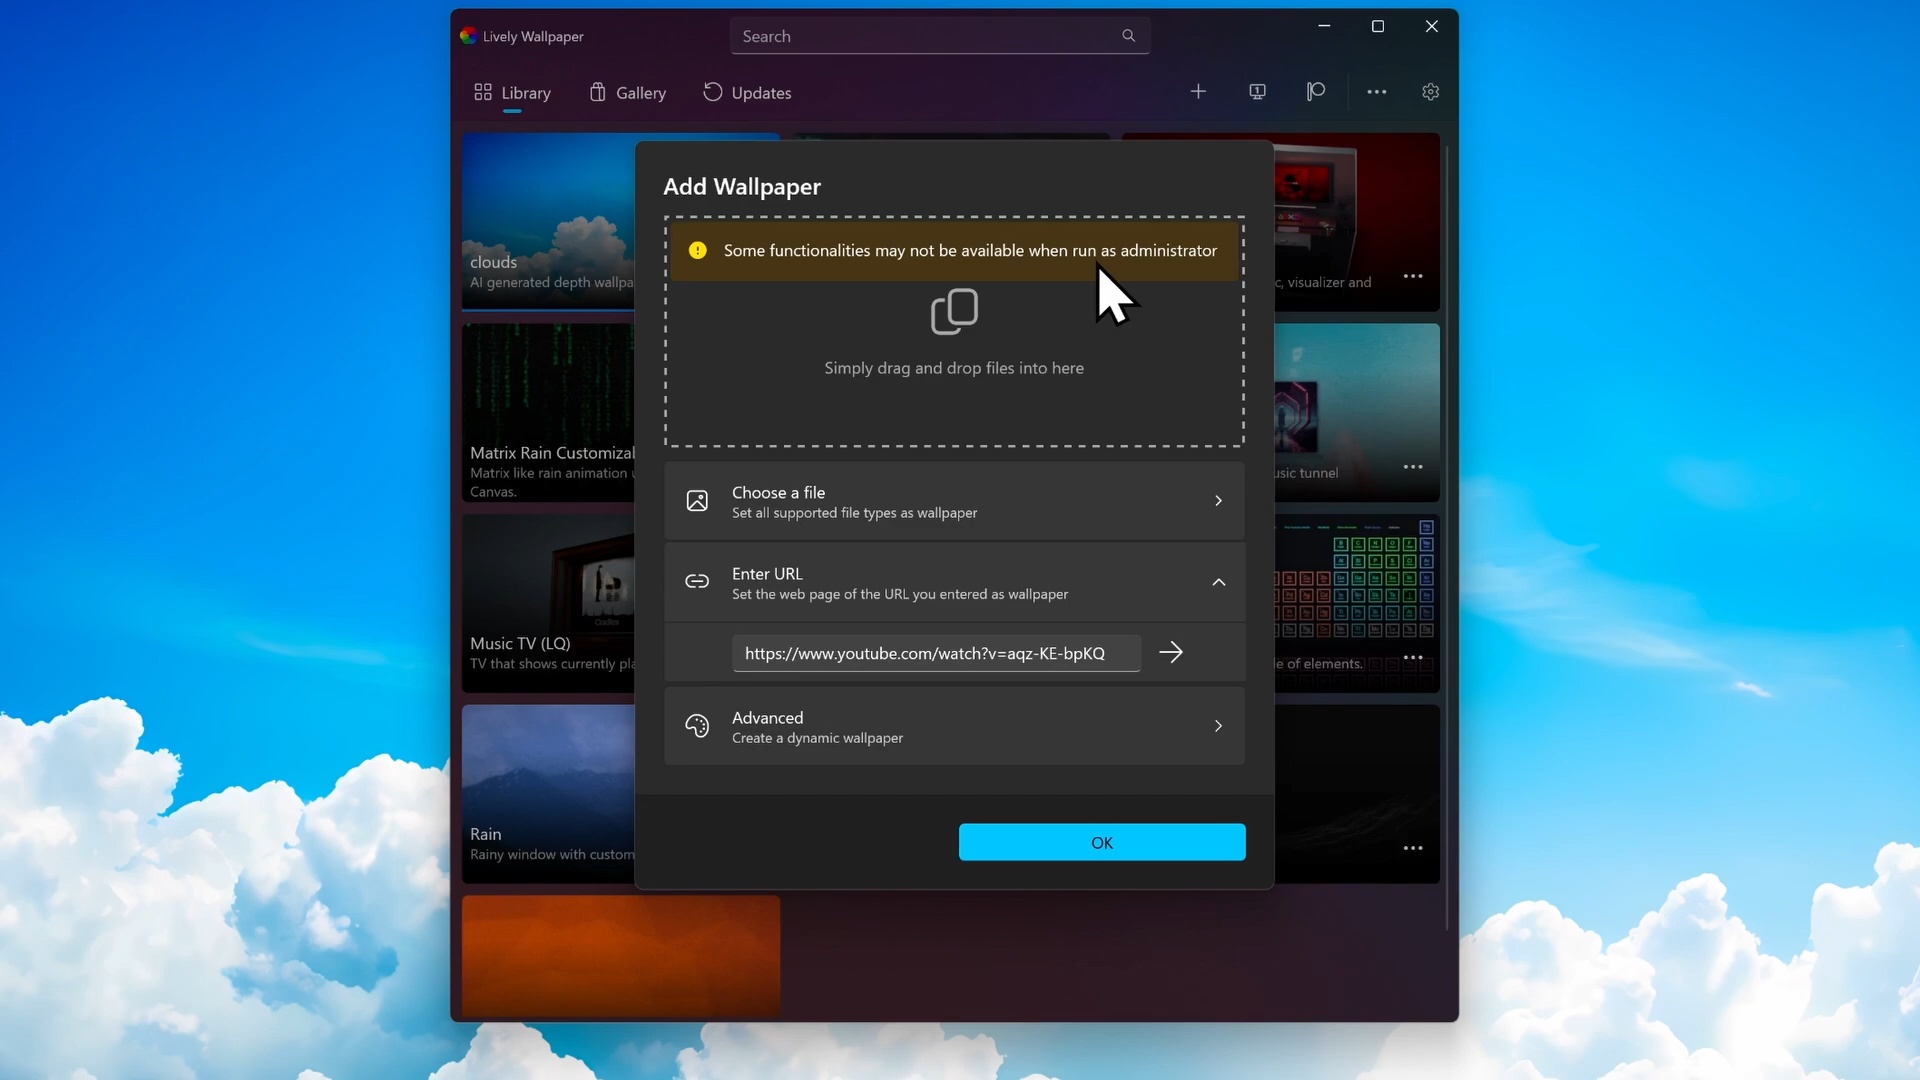 Lively Wallpaper
Search
Library
Gallery
Updates
Add Wallpaper
Some functionalities may not be available when run as administrator
Simply drag and drop files into here
Choose a file
Set all supported file types as wallpaper
Enter URL
Set the web page of the URL you entered as wallpaper
https://www.youtube.com/watch?v=aqz-KE-bpKQ
Advanced
Create a dynamic wallpaper
OK
clouds
AI generated depth wallpa
c, visualizer and
Matrix Rain Customizal
Matrix like rain animation
Canvas.
usic tunnel
Music TV (LQ)
TV that shows currently pl
e of elements.
Rain
Rainy window with custom